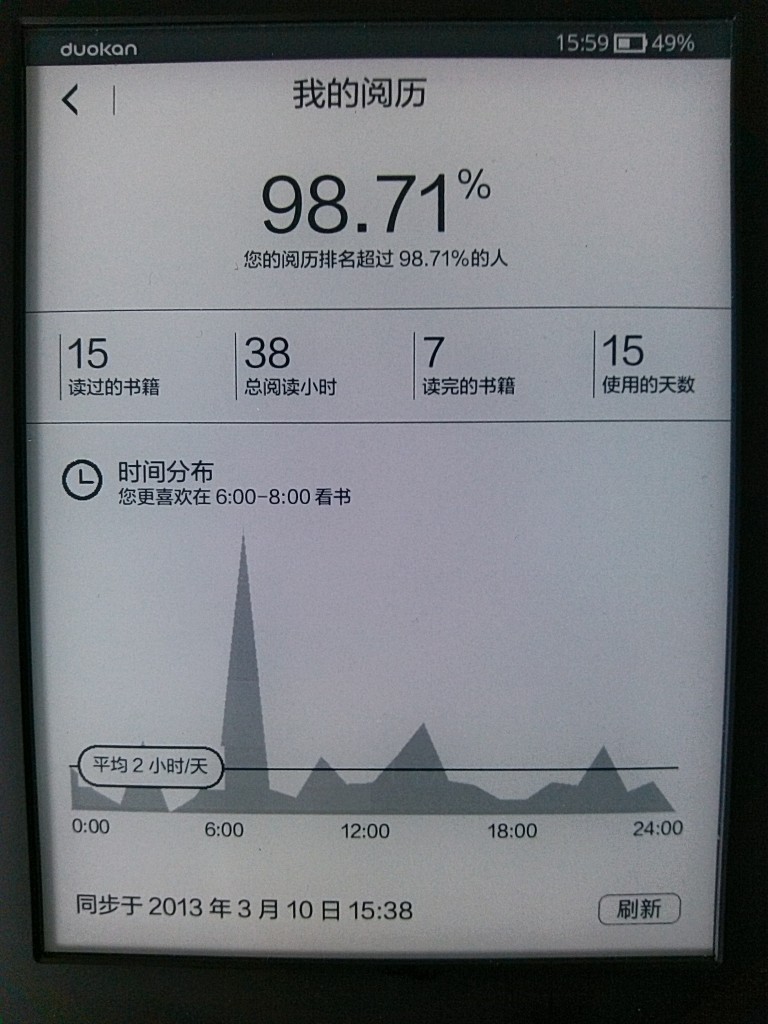 duokan 15:59 49%
我的阅历
98.71%
您的阅历排名超过 98.71%的人
15 38 7 15
读过的书籍 总阅读小时 读完的书籍 使用的天数
时间分布
您更喜欢在 6:00-8:00 看书
平均 2 小时/天
0:00 6:00 12:00 18:00 24:00
同步于 2013 年 3 月 10 日 15:38 刷新